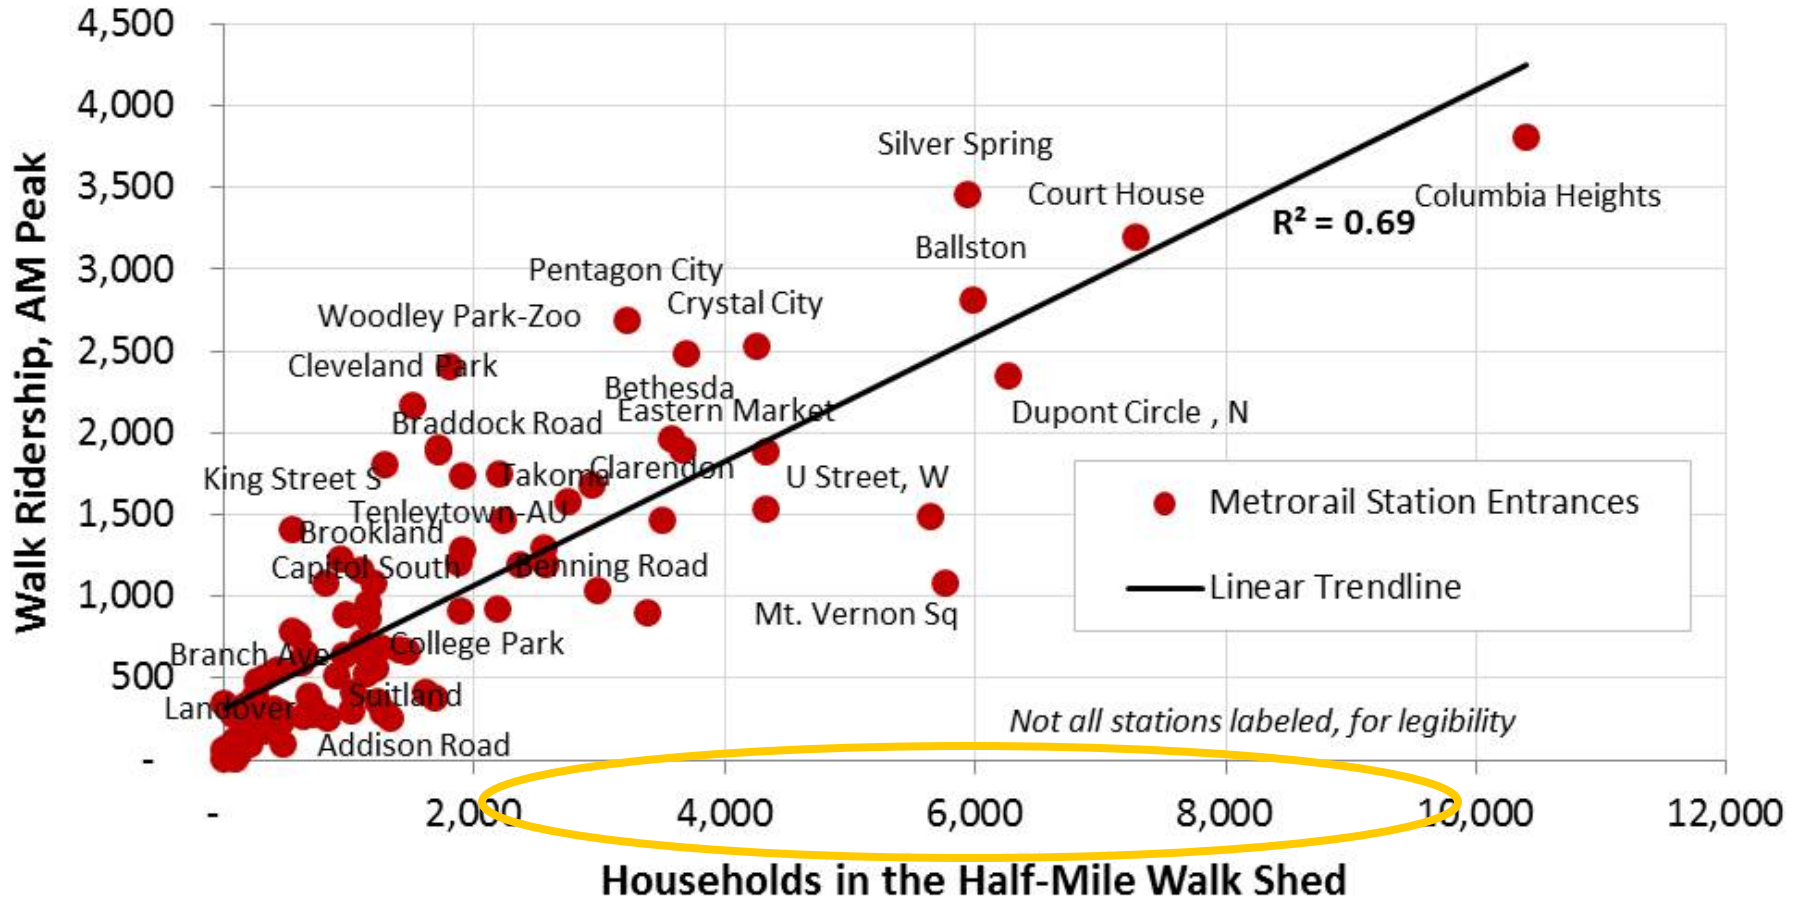 4,500
4,000
3,500
3,000
2,500
2,000
1,500
1,000
500
-
Walk Ridership, AM Peak
Silver Spring
Court House
Columbia Heights
R² = 0.69
Ballston
Pentagon City
Crystal City
Woodley Park-Zoo
Cleveland Park
Bethesda
Eastern Market
Braddock Road
Dupont Circle , N
King Street S
Takoma
Clarendon
U Street, W
Tenleytown-AU
Brookland
Capitol South
Benning Road
Mt. Vernon Sq
College Park
Branch Ave
Suitland
Landover
Addison Road
Metrorail Station Entrances
Linear Trendline
Not all stations labeled, for legibility
- 2,000 4,000 6,000 8,000 10,000 12,000
Households in the Half-Mile Walk Shed